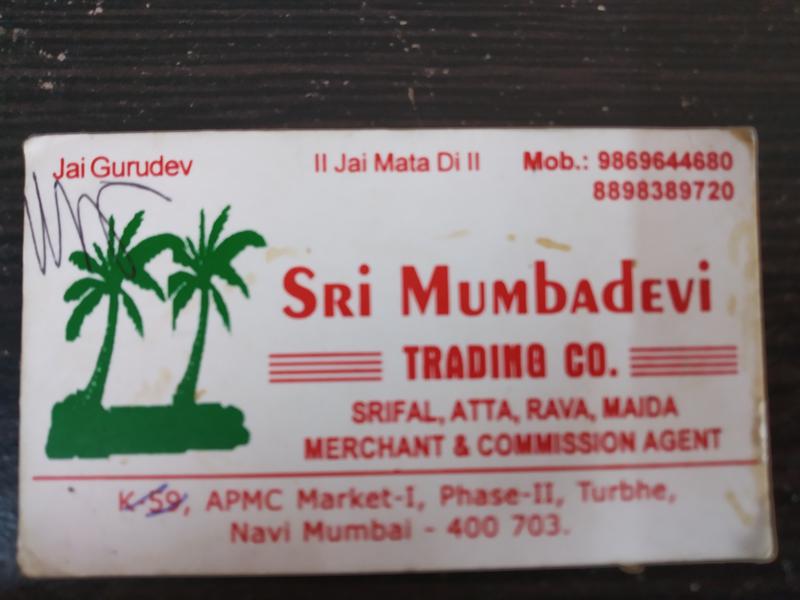 Jai Gurudev
II Jai Mata Di II
Mob.: 9869644680
8898389720
SRI MUMBADEVI
TRADING CO.
SRIFAL, ATTA, RAVA, MAIDA
MERCHANT & COMMISSION AGENT
K-59, APMC Market-I, Phase-II, Turbhe,
Navi Mumbai - 400 703.